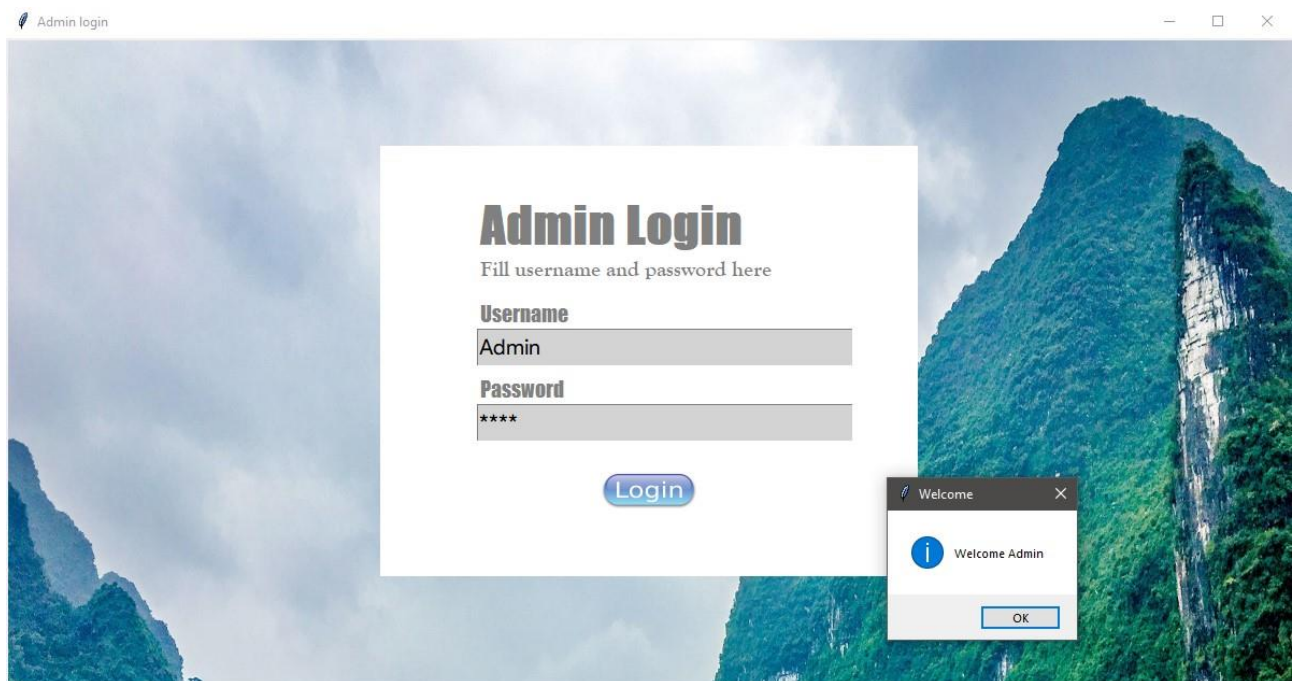 Admin login
Admin Login
Fill username and password here
Username
Admin
Password
****
Login
Welcome
Welcome Admin
OK